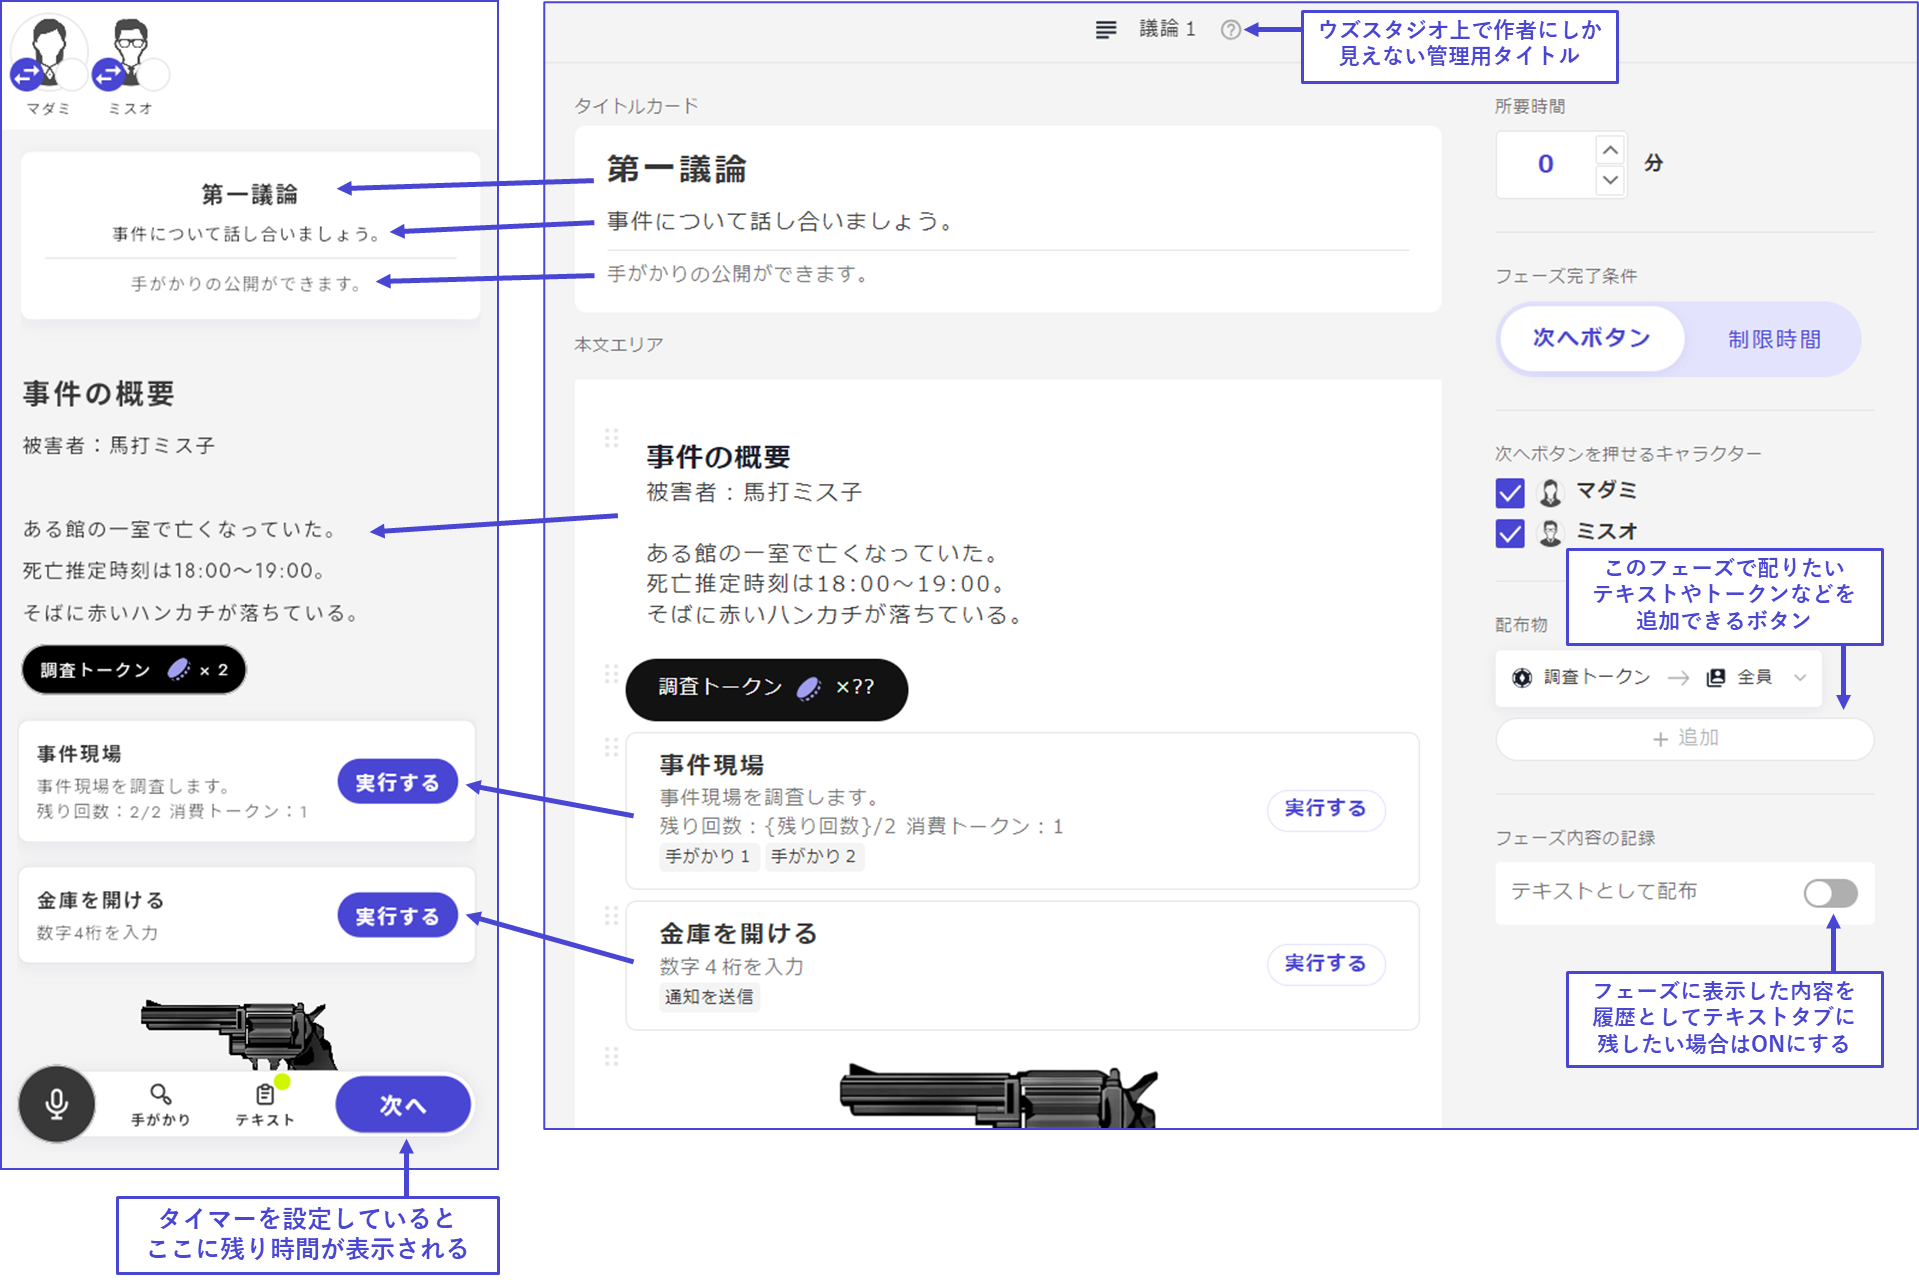 マダミ
ミスオ
第一議論
事件について話し合いましょう。
手がかりの公開ができます。
事件の概要
被害者：馬打ミス子
ある館の一室で亡くなっていた。
死亡推定時刻は18:00～19:00。
そばに赤いハンカチが落ちている。
調査トークン × 2
事件現場
事件現場を調査します。
残り回数：2/2 消費トークン：1
実行する
金庫を開ける
数字4桁を入力
実行する
手がかり
テキスト
次へ
タイマーを設定していると
ここに残り時間が表示される
議論１
ウズスタジオ上で作者にしか
見えない管理用タイトル
タイトルカード
第一議論
事件について話し合いましょう。
手がかりの公開ができます。
本文エリア
事件の概要
被害者：馬打ミス子
ある館の一室で亡くなっていた。
死亡推定時刻は18:00～19:00。
そばに赤いハンカチが落ちている。
調査トークン ×??
事件現場
事件現場を調査します。
残り回数：{残り回数}/2 消費トークン：1
手がかり１ 手がかり２
実行する
金庫を開ける
数字４桁を入力
通知を送信
実行する
所要時間
0 分
フェーズ完了条件
次へボタン 制限時間
次へボタンを押せるキャラクター
マダミ
ミスオ
このフェーズで配りたい
テキストやトークンなどを
追加できるボタン
配布物
調査トークン → 全員
+ 追加
フェーズ内容の記録
テキストとして配布
フェーズに表示した内容を
履歴としてテキストタブに
残したい場合はONにする